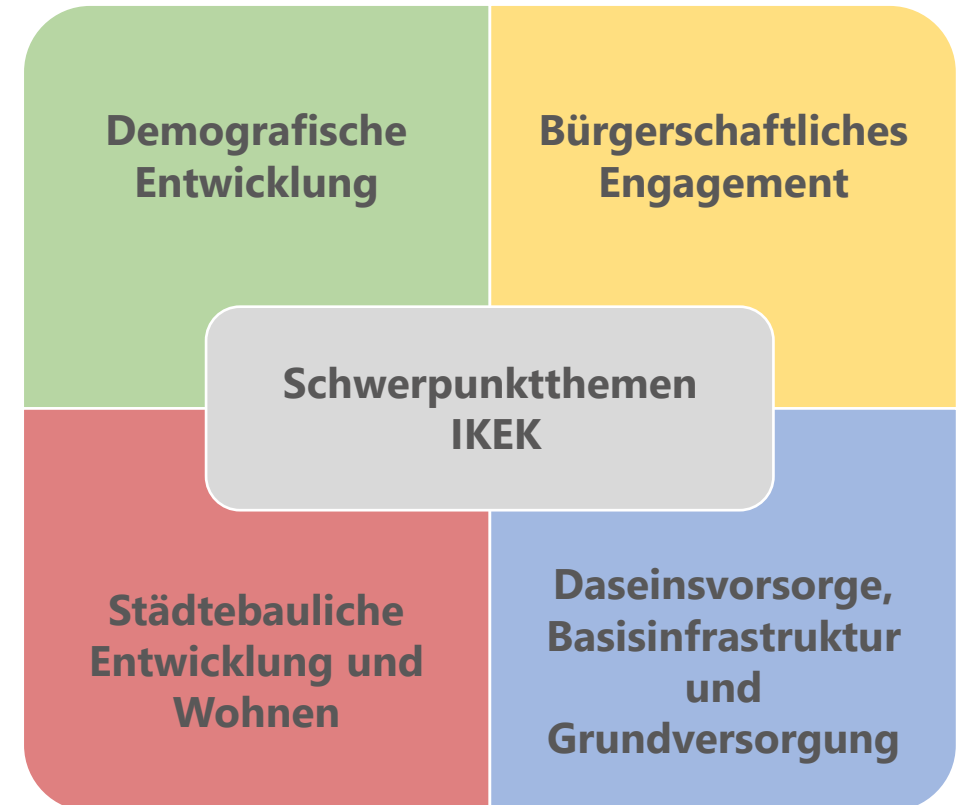 Demografische
Entwicklung
Bürgerschaftliches
Engagement
Schwerpunktthemen
IKEK
Städtebauliche
Entwicklung und
Wohnen
Daseinsvorsorge,
Basisinfrastruktur
und
Grundversorgung